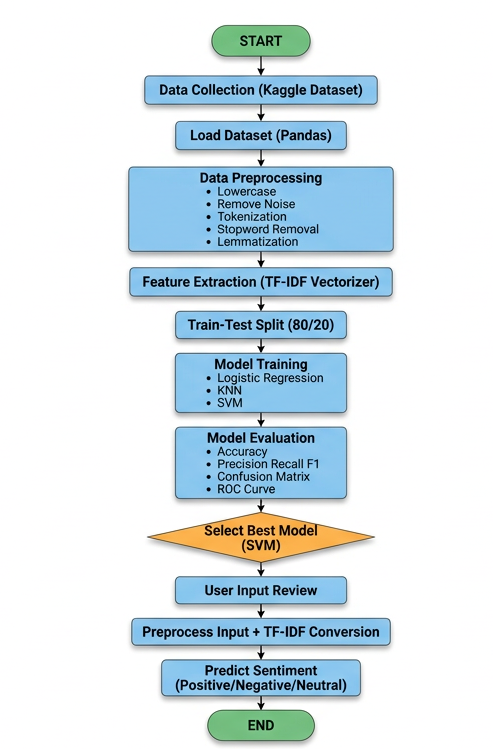 START
Data Collection (Kaggle Dataset)
Load Dataset (Pandas)
Data Preprocessing
• Lowercase
• Remove Noise
• Tokenization
• Stopword Removal
• Lemmatization
Feature Extraction (TF-IDF Vectorizer)
Train-Test Split (80/20)
Model Training
• Logistic Regression
• KNN
• SVM
Model Evaluation
• Accuracy
• Precision Recall F1
• Confusion Matrix
• ROC Curve
Select Best Model
(SVM)
User Input Review
Preprocess Input + TF-IDF Conversion
Predict Sentiment
(Positive/Negative/Neutral)
END